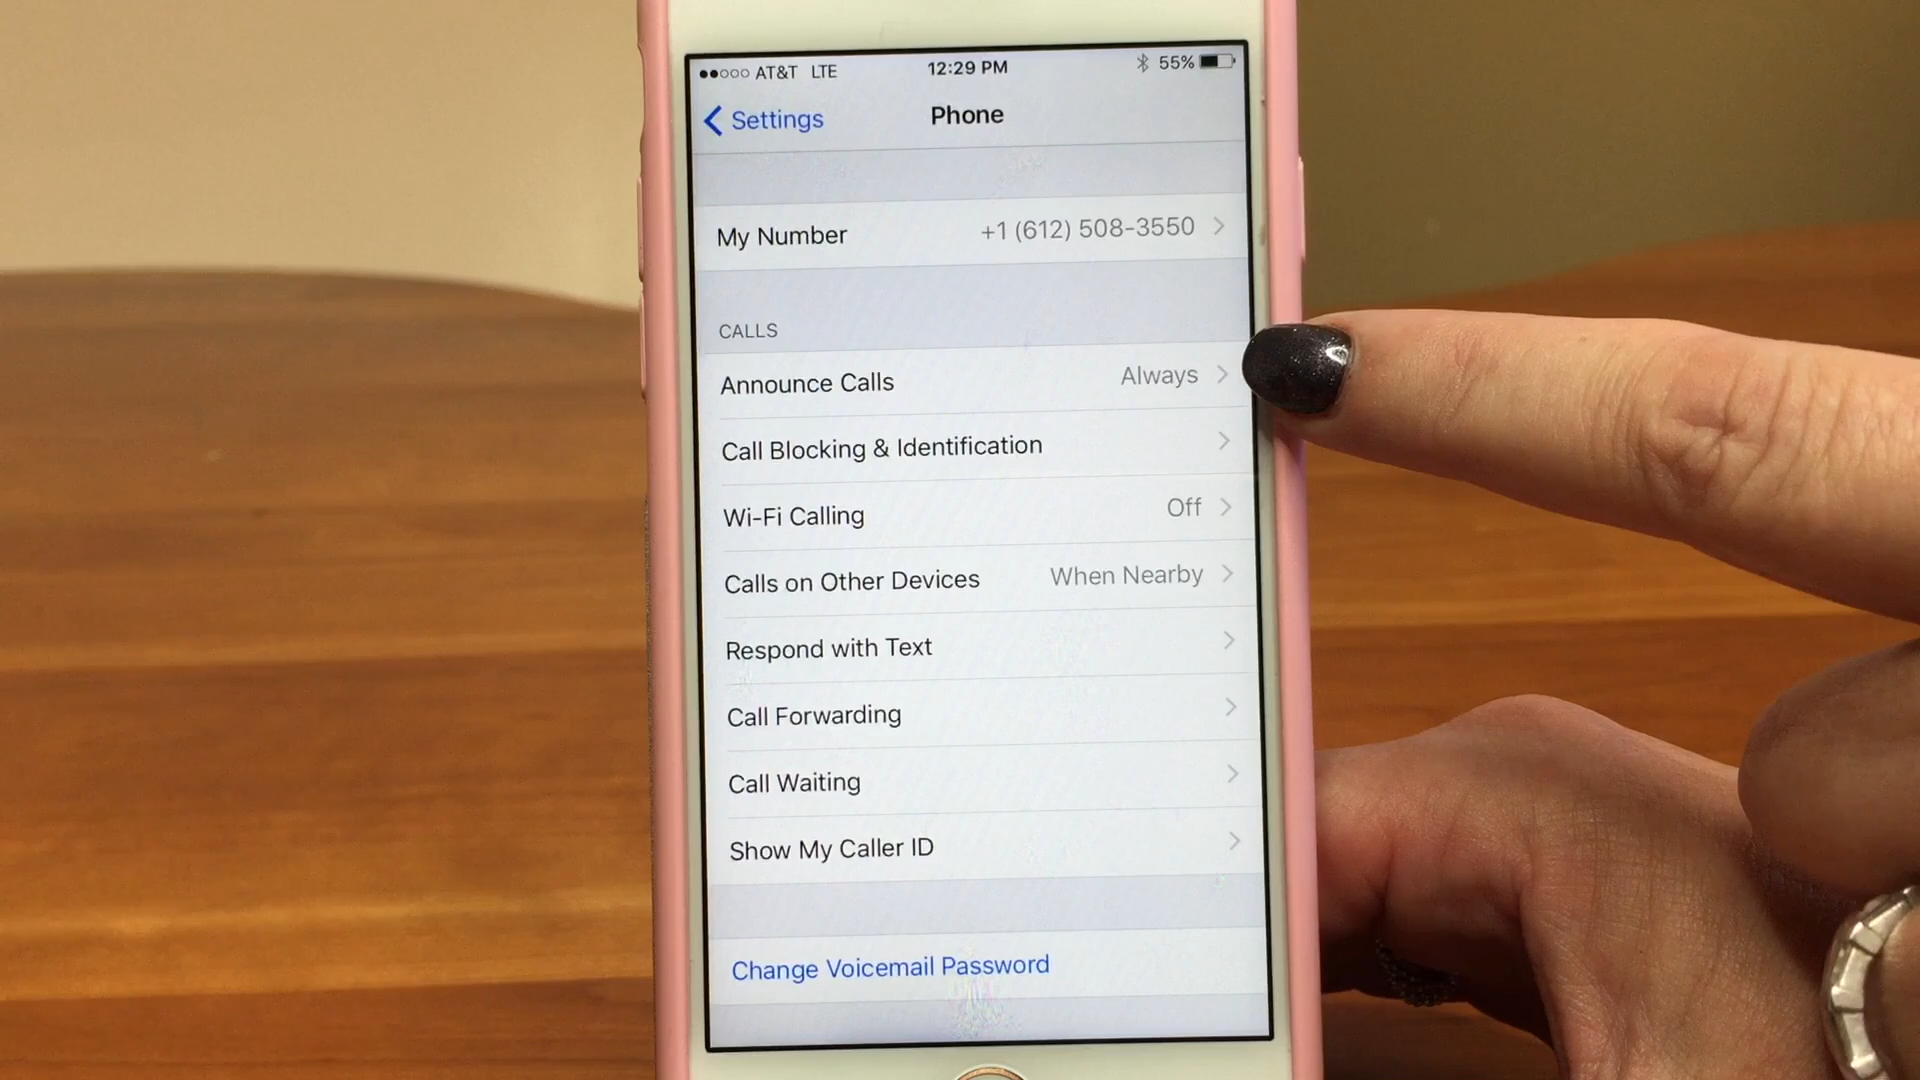 AT&T LTE 12:29 PM 55%
Settings Phone
My Number +1 (612) 508-3550
CALLS
Announce Calls Always
Call Blocking & Identification
Wi-Fi Calling Off
Calls on Other Devices When Nearby
Respond with Text
Call Forwarding
Call Waiting
Show My Caller ID
Change Voicemail Password